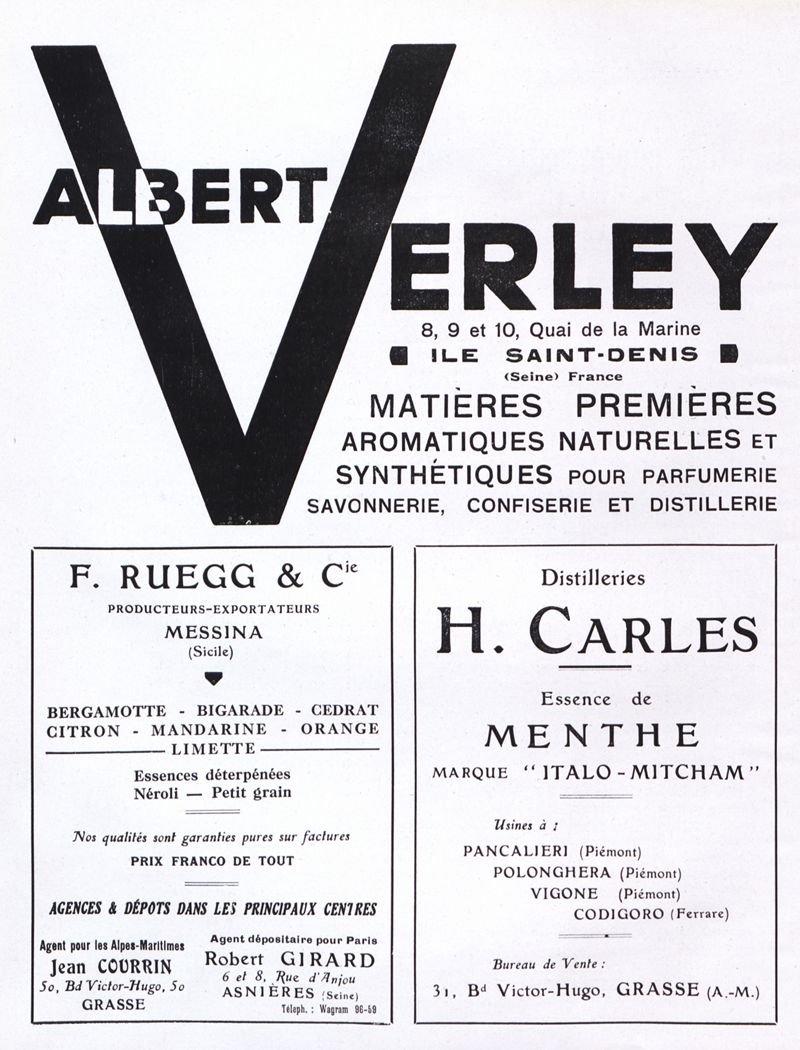 ALBERT
VERLEY
8, 9 et 10, Quai de la Marine
ILE SAINT-DENIS
(Seine) France
MATIÈRES PREMIÈRES
AROMATIQUES NATURELLES ET
SYNTHÉTIQUES POUR PARFUMERIE
SAVONNERIE, CONFISERIE ET DISTILLERIE
F. RUEGG & Cie
PRODUCTEURS-EXPORTATEURS
MESSINA
(Sicile)
BERGAMOTTE - BIGARADE - CEDRAT
CITRON - MANDARINE - ORANGE
LIMETTE
Essences déterpénées
Néroli — Petit grain
Nos qualités sont garanties pures sur factures
PRIX FRANCO DE TOUT
AGENCES & DÉPOTS DANS LES PRINCIPAUX CENTRES
Agent pour les Alpes-Maritimes
Jean COURRIN
50, Bd Victor-Hugo, 50
GRASSE
Agent dépositaire pour Paris
Robert GIRARD
6 et 8, Rue d'Anjou
ASNIÈRES (Seine)
Téleph. : Wagram 96-59
Distilleries
H. CARLES
Essence de
MENTHE
MARQUE "ITALO-MITCHAM"
Usines à :
PANCALIERI (Piémont)
POLONGHERA (Piémont)
VIGONE (Piémont)
CODIGORO (Ferrare)
Bureau de Vente :
31, Bd Victor-Hugo, GRASSE (A.-M.)